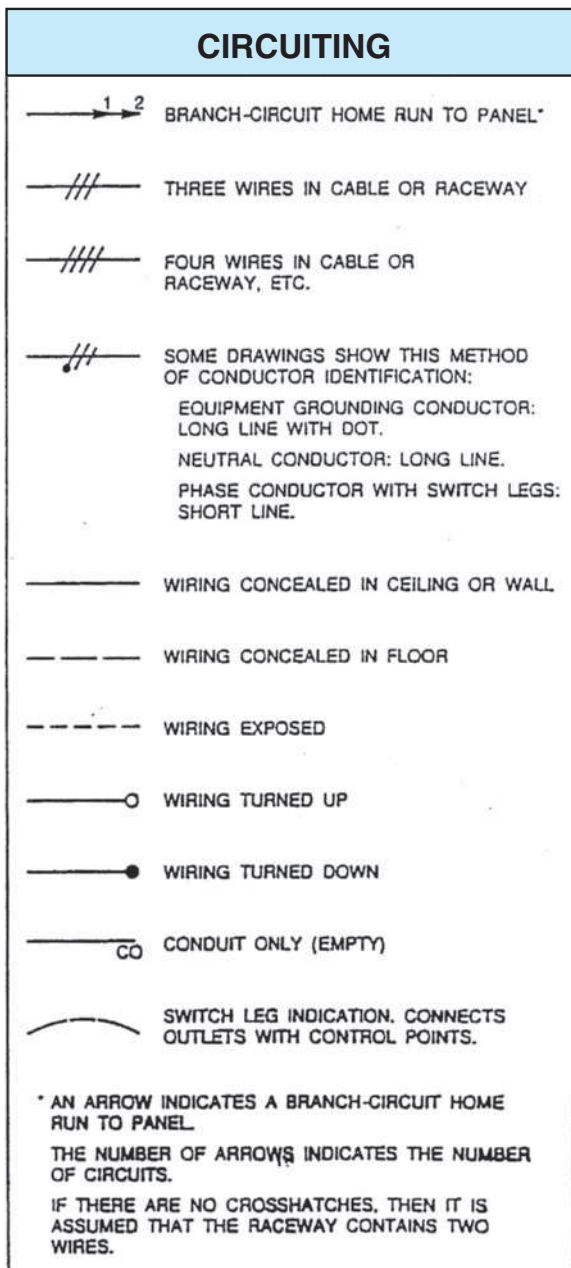 CIRCUITING
1 2
BRANCH-CIRCUIT HOME RUN TO PANEL*
THREE WIRES IN CABLE OR RACEWAY
FOUR WIRES IN CABLE OR
RACEWAY, ETC.
SOME DRAWINGS SHOW THIS METHOD
OF CONDUCTOR IDENTIFICATION:
EQUIPMENT GROUNDING CONDUCTOR:
LONG LINE WITH DOT.
NEUTRAL CONDUCTOR: LONG LINE.
PHASE CONDUCTOR WITH SWITCH LEGS:
SHORT LINE.
WIRING CONCEALED IN CEILING OR WALL
WIRING CONCEALED IN FLOOR
WIRING EXPOSED
WIRING TURNED UP
WIRING TURNED DOWN
CO CONDUIT ONLY (EMPTY)
SWITCH LEG INDICATION. CONNECTS
OUTLETS WITH CONTROL POINTS.
* AN ARROW INDICATES A BRANCH-CIRCUIT HOME
RUN TO PANEL.
THE NUMBER OF ARROWS INDICATES THE NUMBER
OF CIRCUITS.
IF THERE ARE NO CROSSHATCHES, THEN IT IS
ASSUMED THAT THE RACEWAY CONTAINS TWO
WIRES.